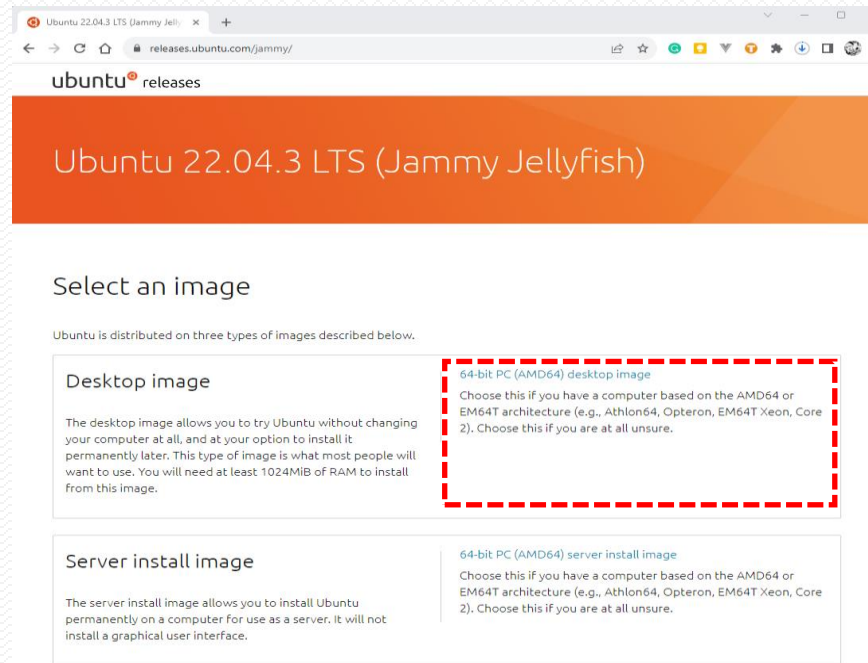 Ubuntu 22.04.3 LTS (Jammy Jelly
releases.ubuntu.com/jammy/
ubuntu releases
Ubuntu 22.04.3 LTS (Jammy Jellyfish)
Select an image
Ubuntu is distributed on three types of images described below.
Desktop image
The desktop image allows you to try Ubuntu without changing
your computer at all, and at your option to install it
permanently later. This type of image is what most people will
want to use. You will need at least 1024MiB of RAM to install
from this image.
64-bit PC (AMD64) desktop image
Choose this if you have a computer based on the AMD64 or
EM64T architecture (e.g., Athlon64, Opteron, EM64T Xeon, Core
2). Choose this if you are at all unsure.
Server install image
The server install image allows you to install Ubuntu
permanently on a computer for use as a server. It will not
install a graphical user interface.
64-bit PC (AMD64) server install image
Choose this if you have a computer based on the AMD64 or
EM64T architecture (e.g., Athlon64, Opteron, EM64T Xeon, Core
2). Choose this if you are at all unsure.